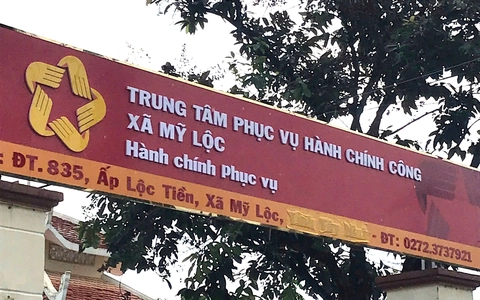 TRUNG TÂM PHỤC VỤ HÀNH CHÍNH CÔNG
XÃ MỸ LỘC
Hành chính Phục vụ
: ĐT. 835, Ấp Lộc Tiền, Xã Mỹ Lộc, - ĐT: 0272.3737921